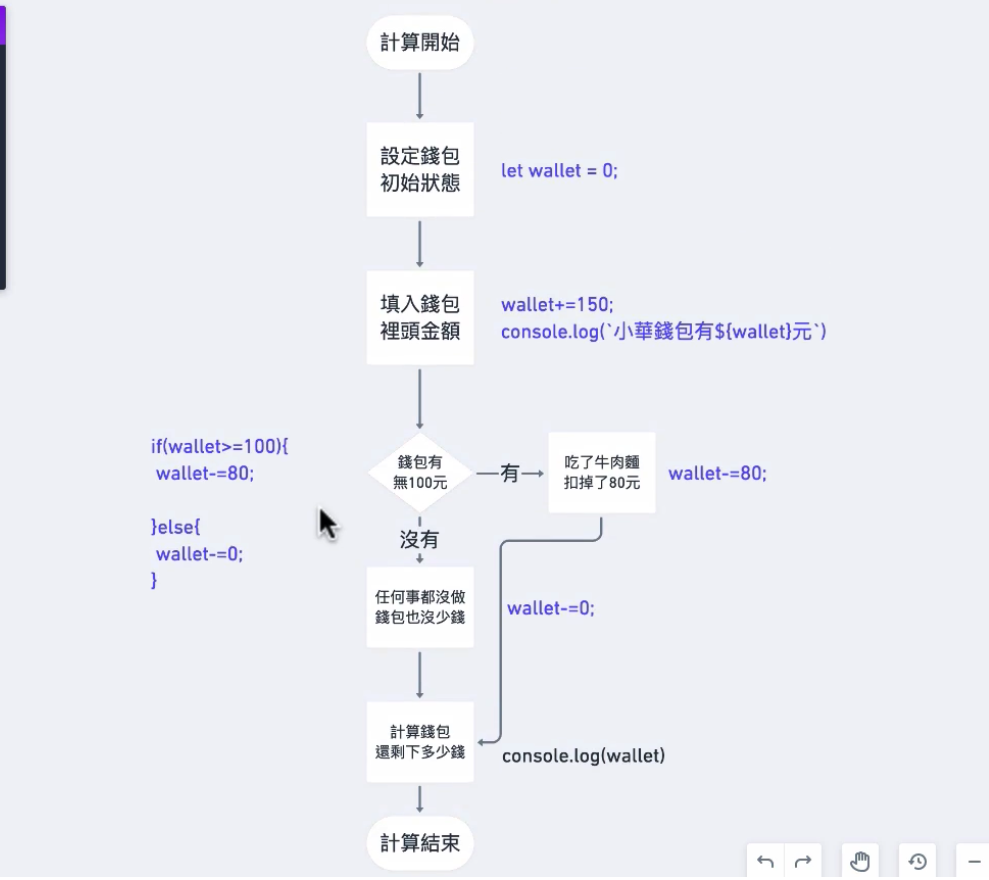 計算開始
設定錢包
初始狀態
let wallet = 0;
填入錢包
裡頭金額
wallet+=150;
console.log(`小華錢包有${wallet}元`)
if(wallet>=100){
wallet-=80;
}else{
wallet-=0;
}
錢包有
無100元
有
吃了牛肉麵
扣掉了80元
wallet-=80;
沒有
任何事都沒做
錢包也沒少錢
wallet-=0;
計算錢包
還剩下多少錢
console.log(wallet)
計算結束